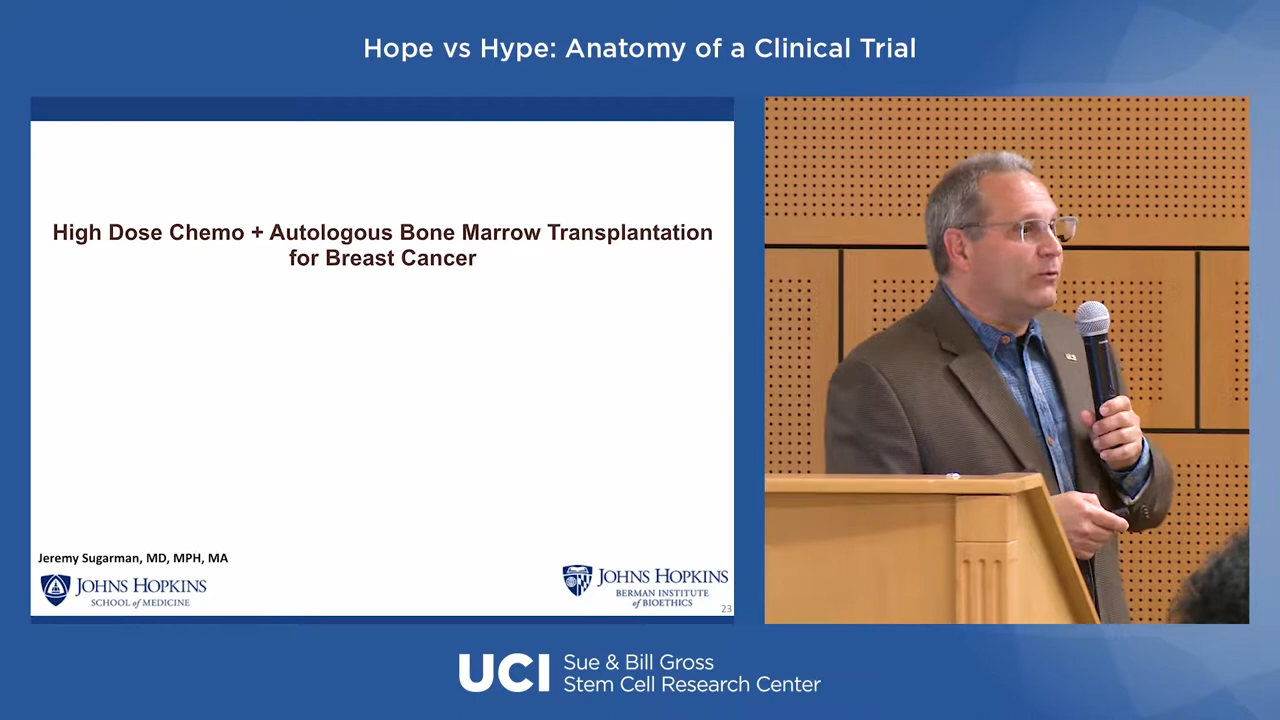 Hope vs Hype: Anatomy of a Clinical Trial
High Dose Chemo + Autologous Bone Marrow Transplantation
for Breast Cancer
Jeremy Sugarman, MD, MPH, MA
JOHNS HOPKINS
SCHOOL of MEDICINE
JOHNS HOPKINS
BERMAN INSTITUTE
of BIOETHICS
23
UCI
Sue & Bill Gross
Stem Cell Research Center